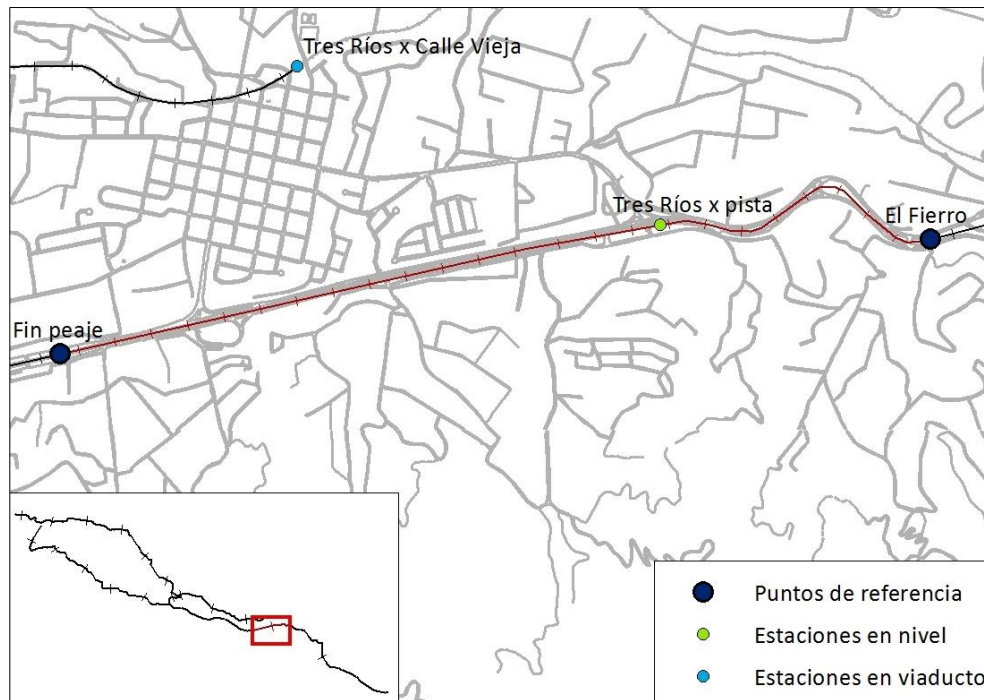 Tres Ríos x Calle Vieja
Tres Ríos x pista
El Fierro
Fin peaje
Puntos de referencia
Estaciones en nivel
Estaciones en viaducto